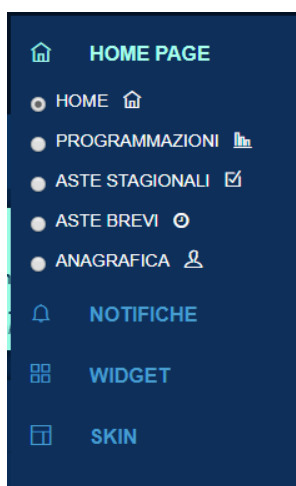 HOME PAGE
HOME
PROGRAMMAZIONI
ASTE STAGIONALI
ASTE BREVI
ANAGRAFICA
NOTIFICHE
WIDGET
SKIN